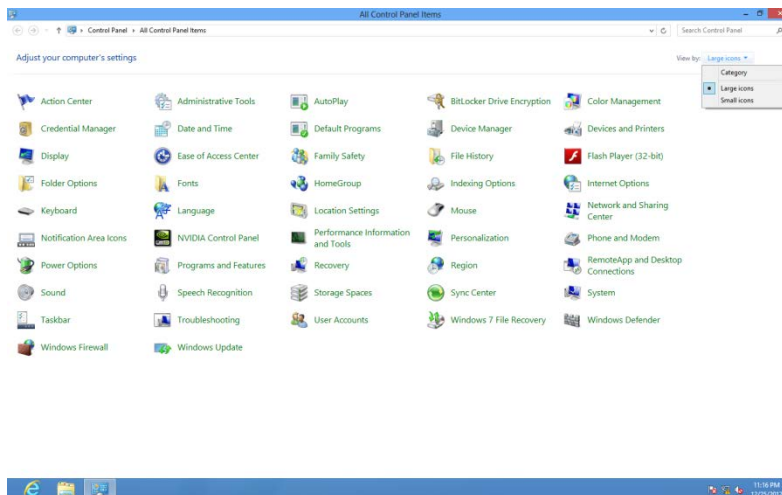 All Control Panel Items
Control Panel
All Control Panel Items
Search Control Panel
Adjust your computer's settings
View by: Large icons
Category
Large icons
Small icons
Action Center
Administrative Tools
AutoPlay
BitLocker Drive Encryption
Color Management
Credential Manager
Date and Time
Default Programs
Device Manager
Devices and Printers
Display
Ease of Access Center
Family Safety
File History
Flash Player (32-bit)
Folder Options
Fonts
HomeGroup
Indexing Options
Internet Options
Keyboard
Language
Location Settings
Mouse
Network and Sharing
Center
Notification Area Icons
NVIDIA Control Panel
Performance Information
and Tools
Personalization
Phone and Modem
Power Options
Programs and Features
Recovery
Region
RemoteApp and Desktop
Connections
Sound
Speech Recognition
Storage Spaces
Sync Center
System
Taskbar
Troubleshooting
User Accounts
Windows 7 File Recovery
Windows Defender
Windows Firewall
Windows Update
11:16 PM